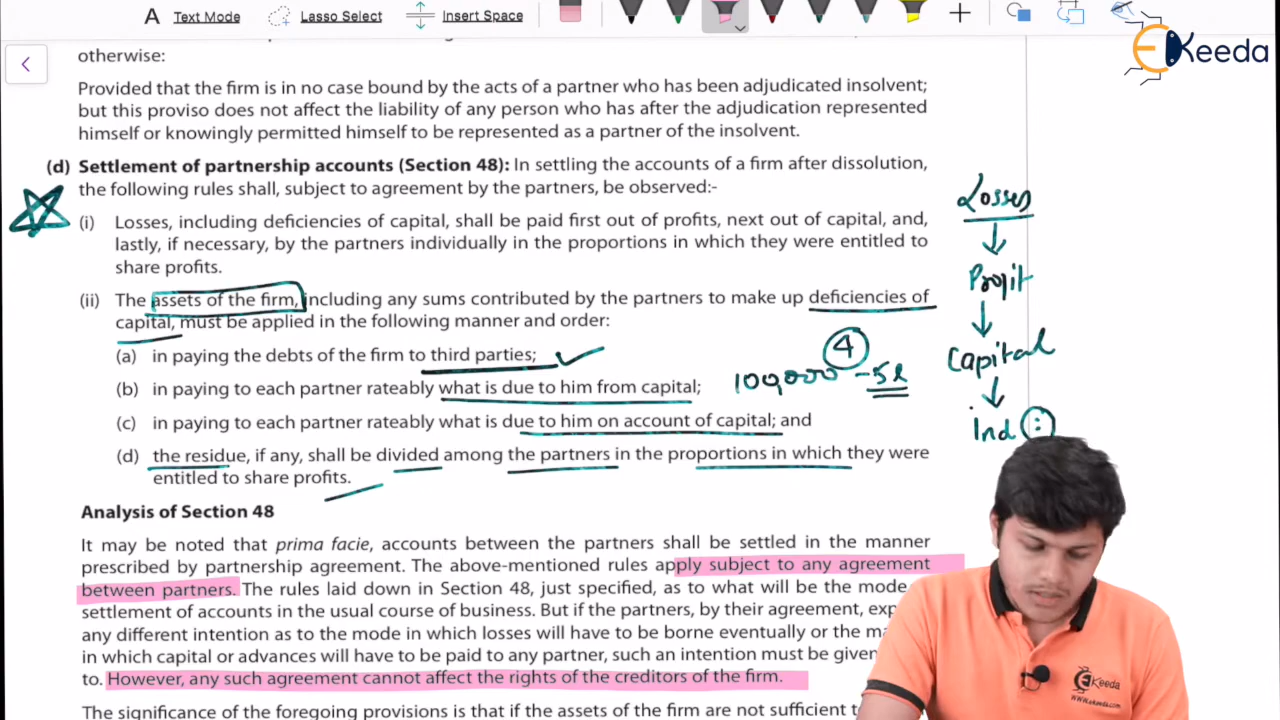 A Text Mode Lasso Select Insert Space
Keeda
otherwise:
Provided that the firm is in no case bound by the acts of a partner who has been adjudicated insolvent;
but this proviso does not affect the liability of any person who has after the adjudication represented
himself or knowingly permitted himself to be represented as a partner of the insolvent.
(d) Settlement of partnership accounts (Section 48): In settling the accounts of a firm after dissolution,
the following rules shall, subject to agreement by the partners, be observed:-
(i) Losses, including deficiencies of capital, shall be paid first out of profits, next out of capital, and,
lastly, if necessary, by the partners individually in the proportions in which they were entitled to
share profits.
(ii) The assets of the firm, including any sums contributed by the partners to make up deficiencies of
capital, must be applied in the following manner and order:
(a) in paying the debts of the firm to third parties;
(b) in paying to each partner rateably what is due to him from capital;
(c) in paying to each partner rateably what is due to him on account of capital; and
(d) the residue, if any, shall be divided among the partners in the proportions in which they were
entitled to share profits.
4
100,000 - 5L
Losses
Profit
Capital
Ind
Analysis of Section 48
It may be noted that prima facie, accounts between the partners shall be settled in the manner
prescribed by partnership agreement. The above-mentioned rules apply subject to any agreement
between partners. The rules laid down in Section 48, just specified, as to what will be the mode
settlement of accounts in the usual course of business. But if the partners, by their agreement,
any different intention as to the mode in which losses will have to be borne eventually or the
in which capital or advances will have to be paid to any partner, such an intention must be given
to. However, any such agreement cannot affect the rights of the creditors of the firm.
The significance of the foregoing provisions is that if the assets of the firm are not sufficient
Keeda
www.ekeeda.com